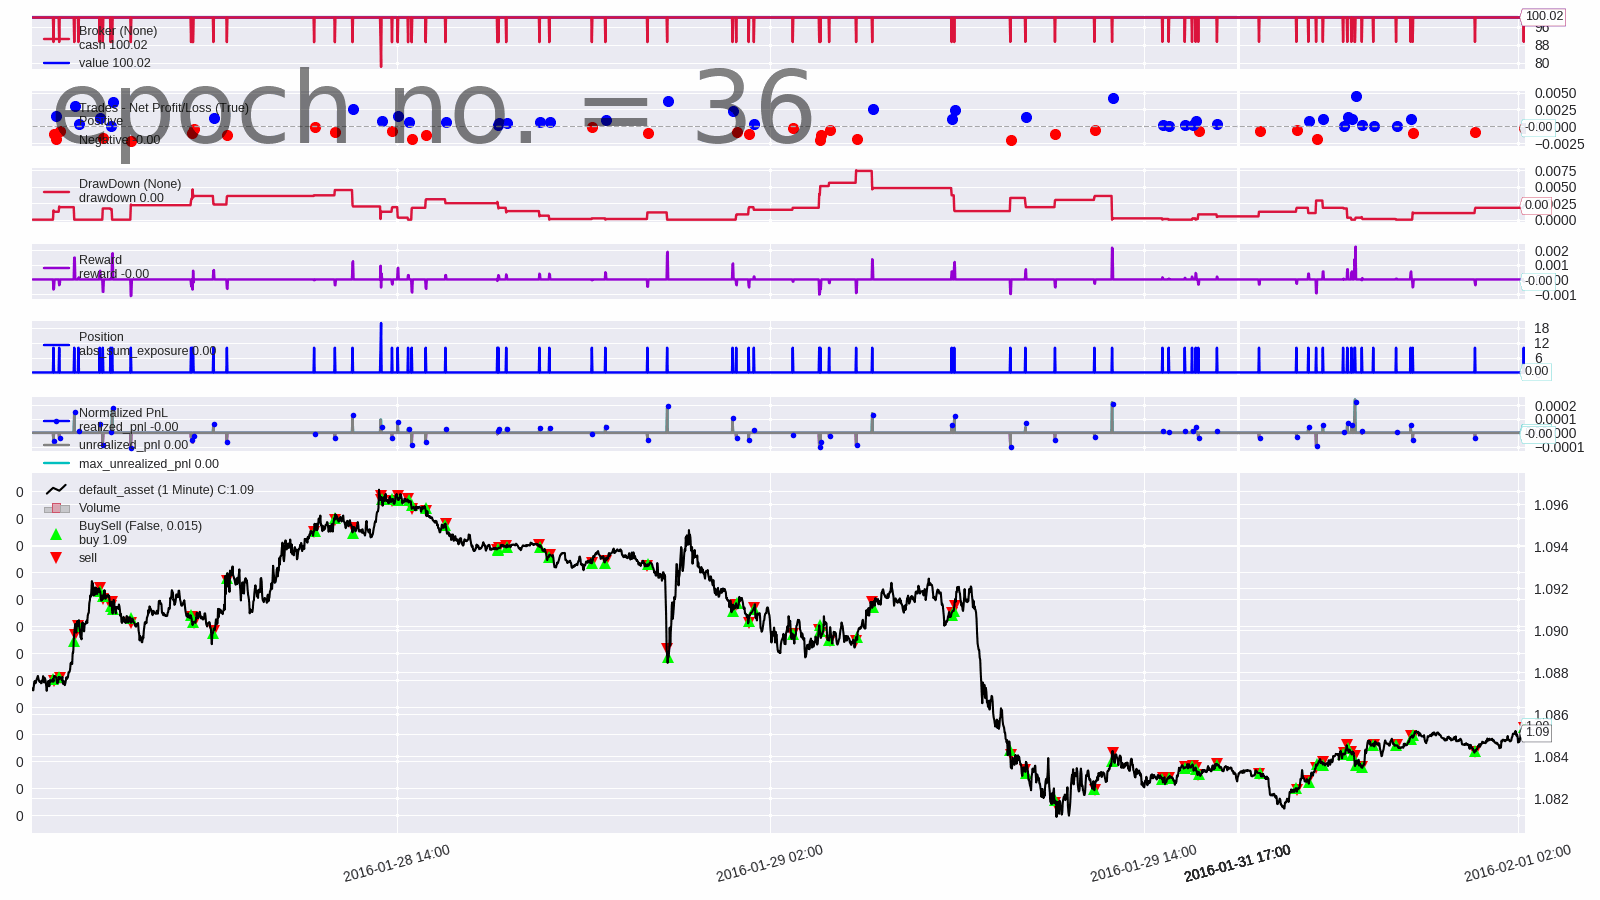 Broker (None)
cash 100.02
value 100.02
100.02
96
88
80
epoch no. = 36
Trades - Net Profit/Loss (True)
Positive
Negative 0.00
0.0050
0.0025
-0.00
−0.0025
DrawDown (None)
drawdown 0.00
0.0075
0.0050
0.00
0.0000
Reward
reward -0.00
0.002
0.001
-0.00
−0.001
Position
abs_sum_exposure 0.00
18
12
6
0.00
Normalized PnL
realized_pnl -0.00
unrealized_pnl 0.00
max_unrealized_pnl 0.00
0.0002
0.0001
-0.00
−0.0001
default_asset (1 Minute) C:1.09
Volume
BuySell (False, 0.015)
buy 1.09
sell
0
0
0
0
0
0
0
0
0
0
0
0
0
1.096
1.094
1.092
1.090
1.088
1.086
1.09
1.084
1.082
2016-01-28 14:00
2016-01-29 02:00
2016-01-29 14:00
2016-01-31 17:00
2016-02-01 02:00